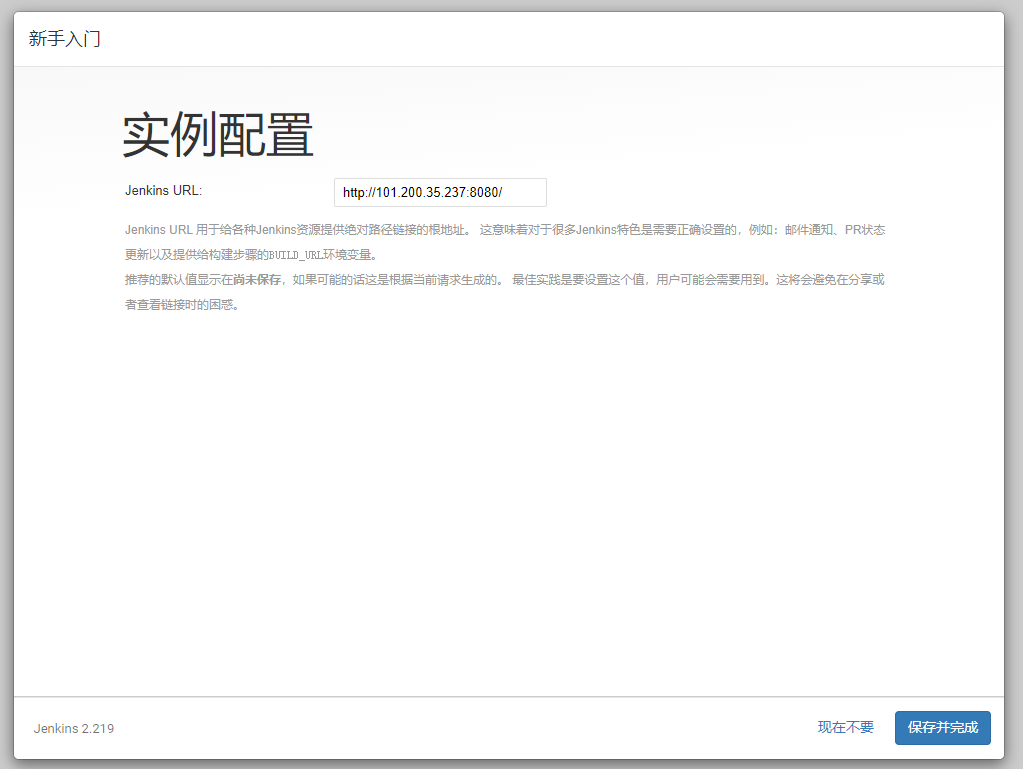 新手入门
实例配置
Jenkins URL:
http://101.200.35.237:8080/
Jenkins URL 用于给各种Jenkins资源提供绝对路径链接的根地址。 这意味着对于很多Jenkins特色是需要正确设置的，例如：邮件通知、PR状态
更新以及提供给构建步骤的BUILD_URL环境变量。
推荐的默认值显示在尚未保存，如果可能的话这是根据当前请求生成的。 最佳实践是要设置这个值，用户可能会需要用到。这将会避免在分享或
者查看链接时的困惑。
Jenkins 2.219
现在不要
保存并完成